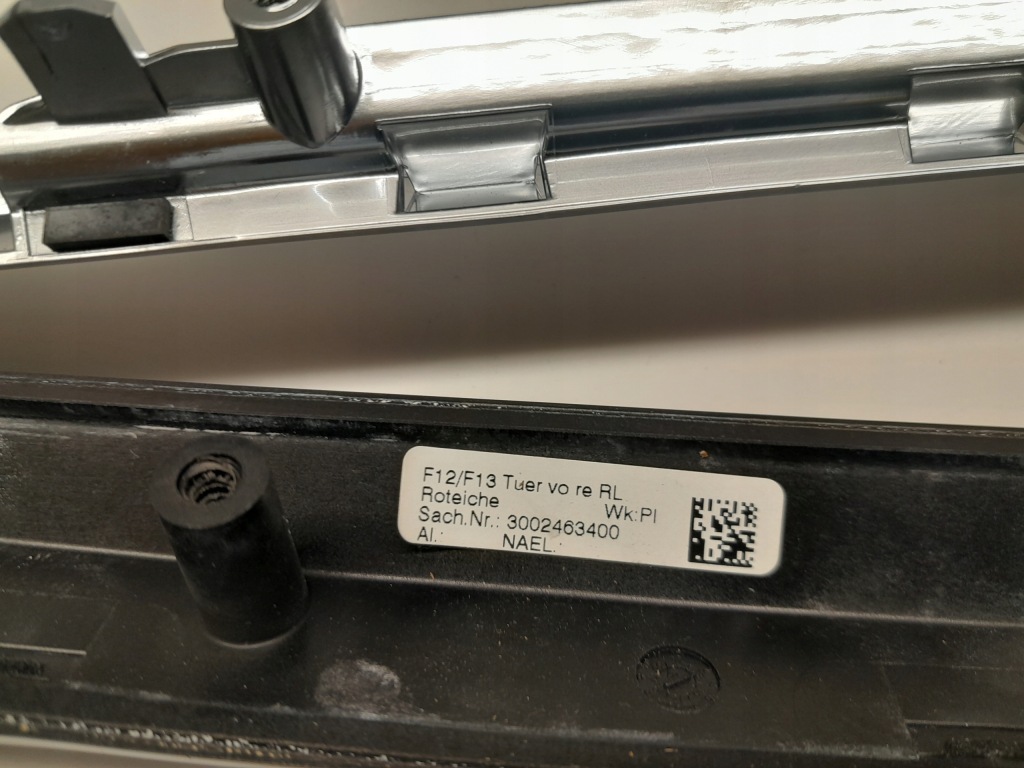 F12/F13 Tuer vo re RL
Roteiche Wk:Pl
Sach.Nr.: 3002463400
Al.: NAEL.: